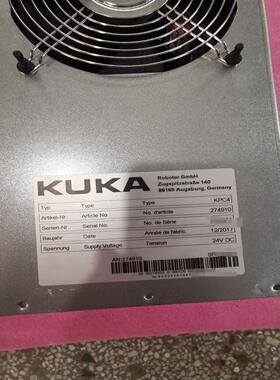 KUKA
Roboter GmbH
Zugspitzstraße 140
86165 Augsburg, Germany
Typ Type Type KPC4
Artikel-Nr. Article No. No. d'article 274910
Serien-Nr. Serial No. No. de Série
Baujahr Date Année de fabric. 12/2017
Spannung Supply Voltage Tension 24V DC
AN:274910